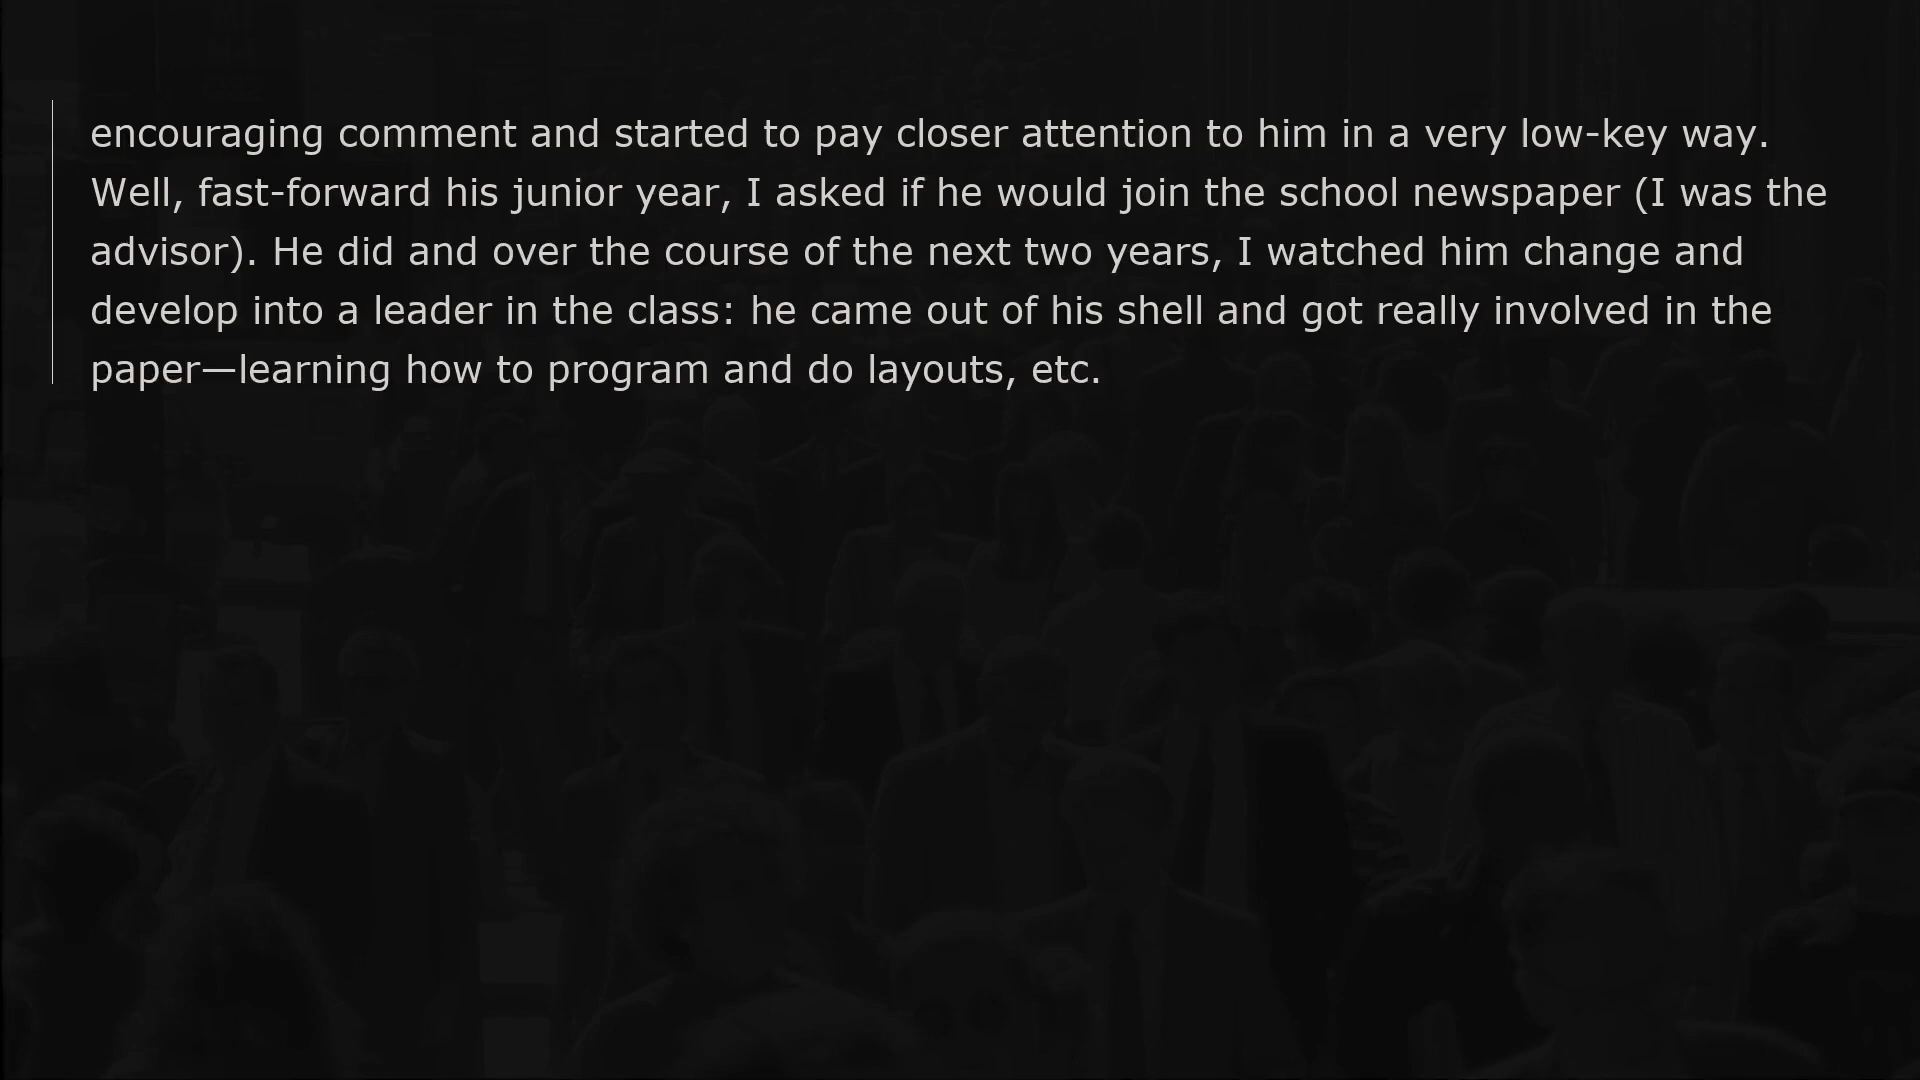 encouraging comment and started to pay closer attention to him in a very low-key way.
Well, fast-forward his junior year, I asked if he would join the school newspaper (I was the
advisor). He did and over the course of the next two years, I watched him change and
develop into a leader in the class: he came out of his shell and got really involved in the
paper—learning how to program and do layouts, etc.